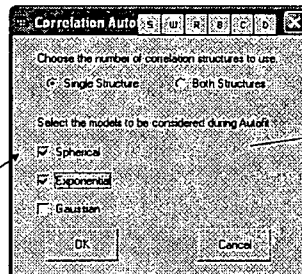 Correlation Auto S U R B C D
Choose the number of correlation structures to use.
Single Structure Both Structures
Select the models to be considered during Autofit
Spherical
Exponential
Gaussian
OK Cancel